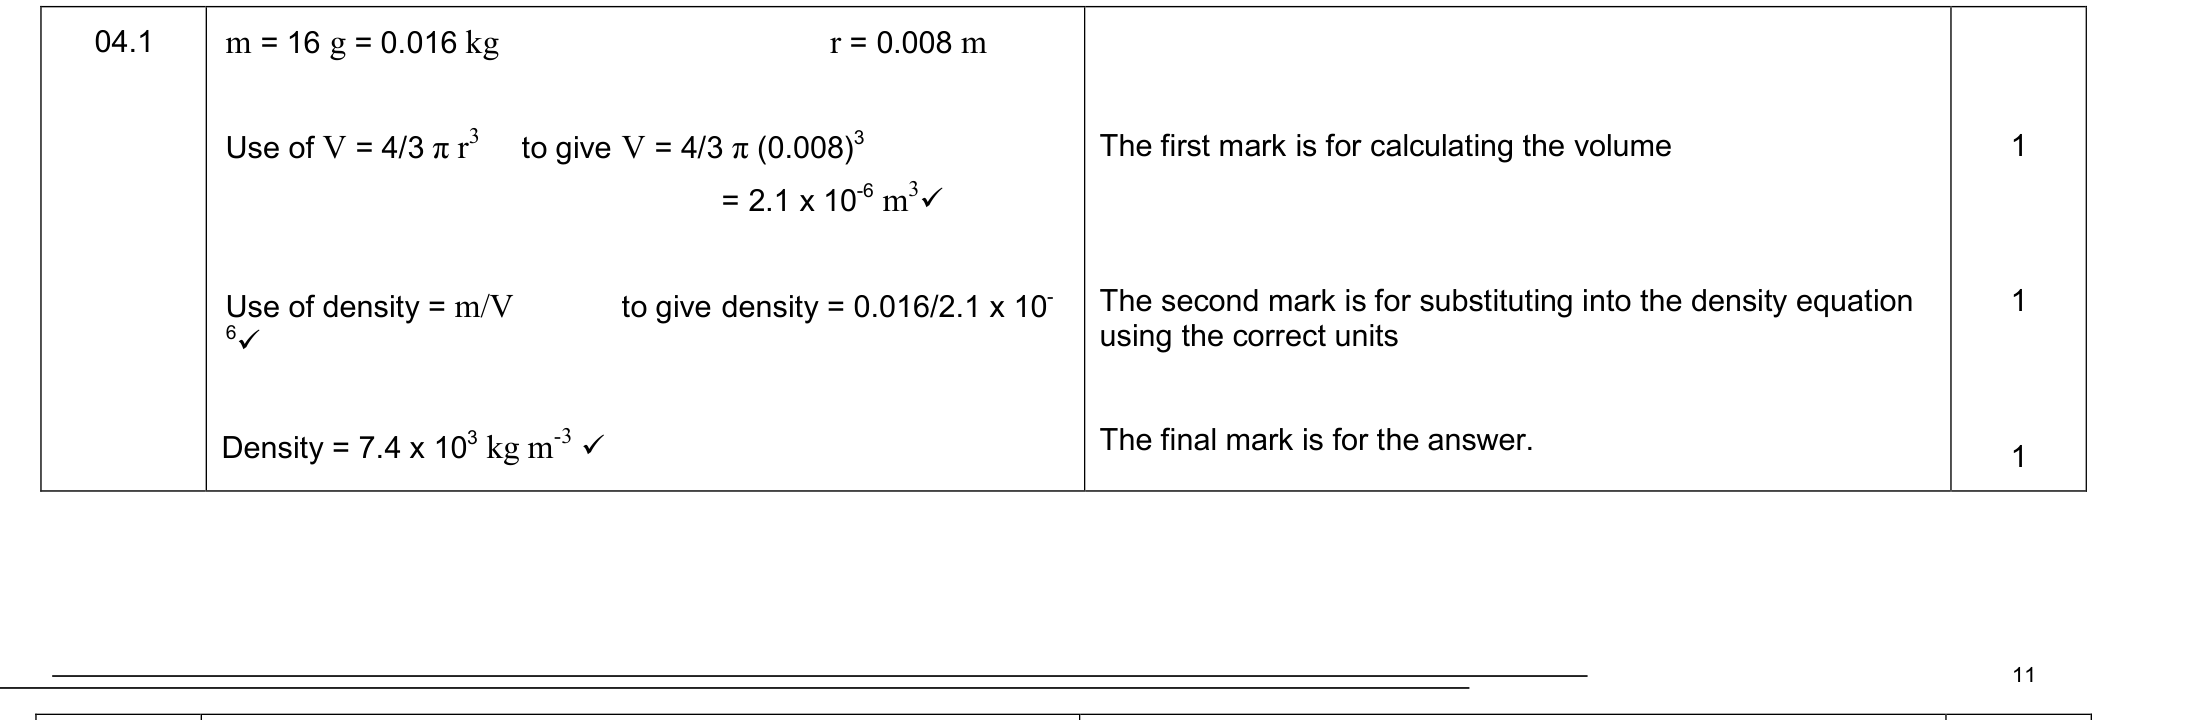 04.1 m = 16 g = 0.016 kg r = 0.008 m
Use of V = 4/3 π r³ to give V = 4/3 π (0.008)³ The first mark is for calculating the volume 1
= 2.1 x 10⁻⁶ m³✓
Use of density = m/V to give density = 0.016/2.1 x 10⁻ The second mark is for substituting into the density equation 1
⁶✓ using the correct units
Density = 7.4 x 10³ kg m⁻³ ✓ The final mark is for the answer. 1
11